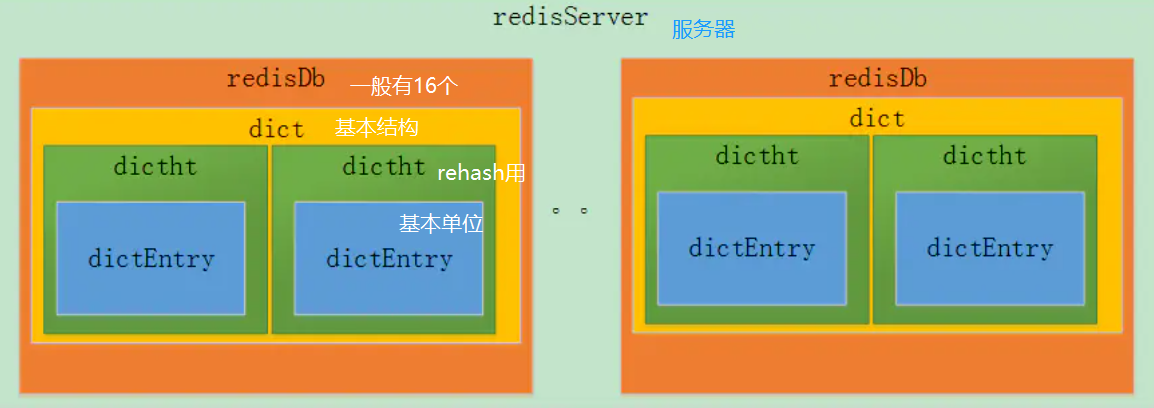 redisServer 服务器
redisDb 一般有16个
redisDb
dict 基本结构
dict
dictht
dictht rehash用
dictht
dictht
基本单位
。。
dictEntry
dictEntry
dictEntry
dictEntry